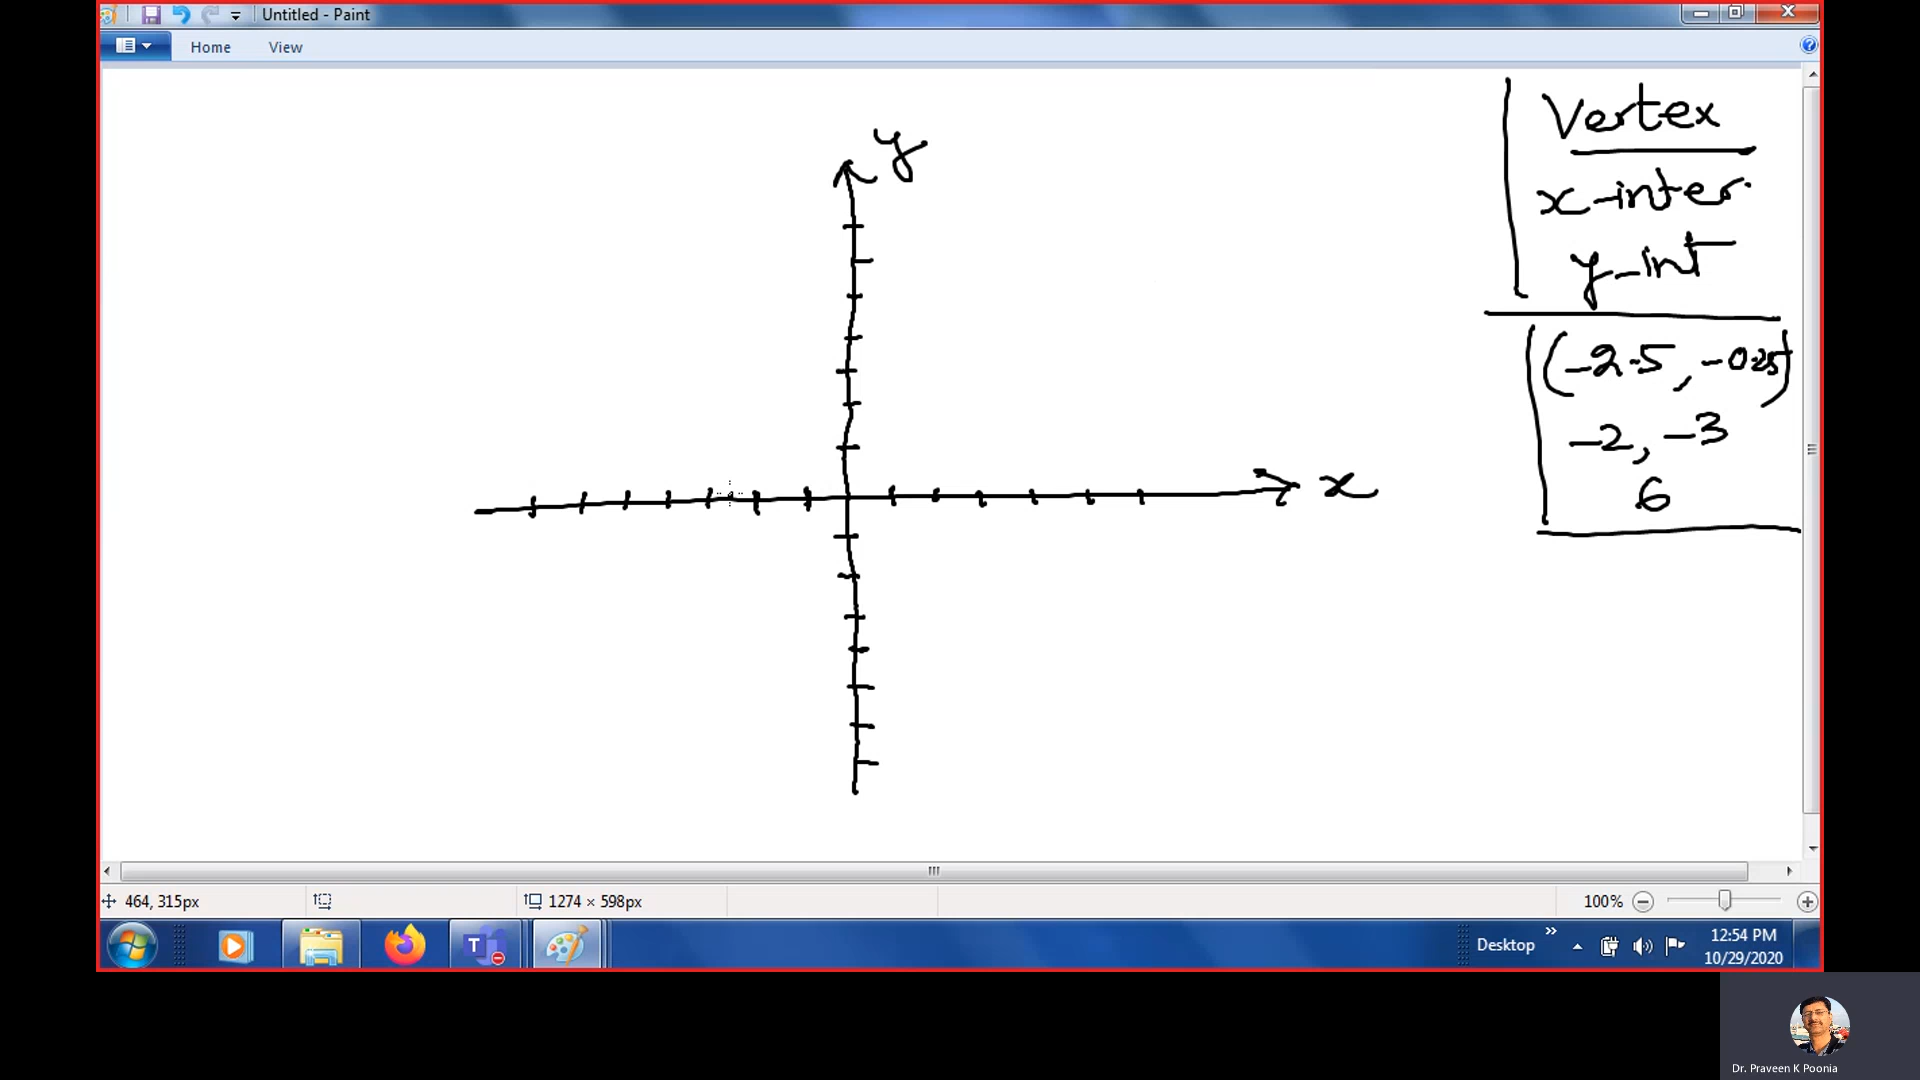 Untitled - Paint
Home View
y
x
Vertex
x-inter.
y-int
(-2.5, -0.25)
-2, -3
6
464, 315px
1274 × 598px
100%
T
Desktop
»
12:54 PM
10/29/2020
Dr. Praveen K Poonia